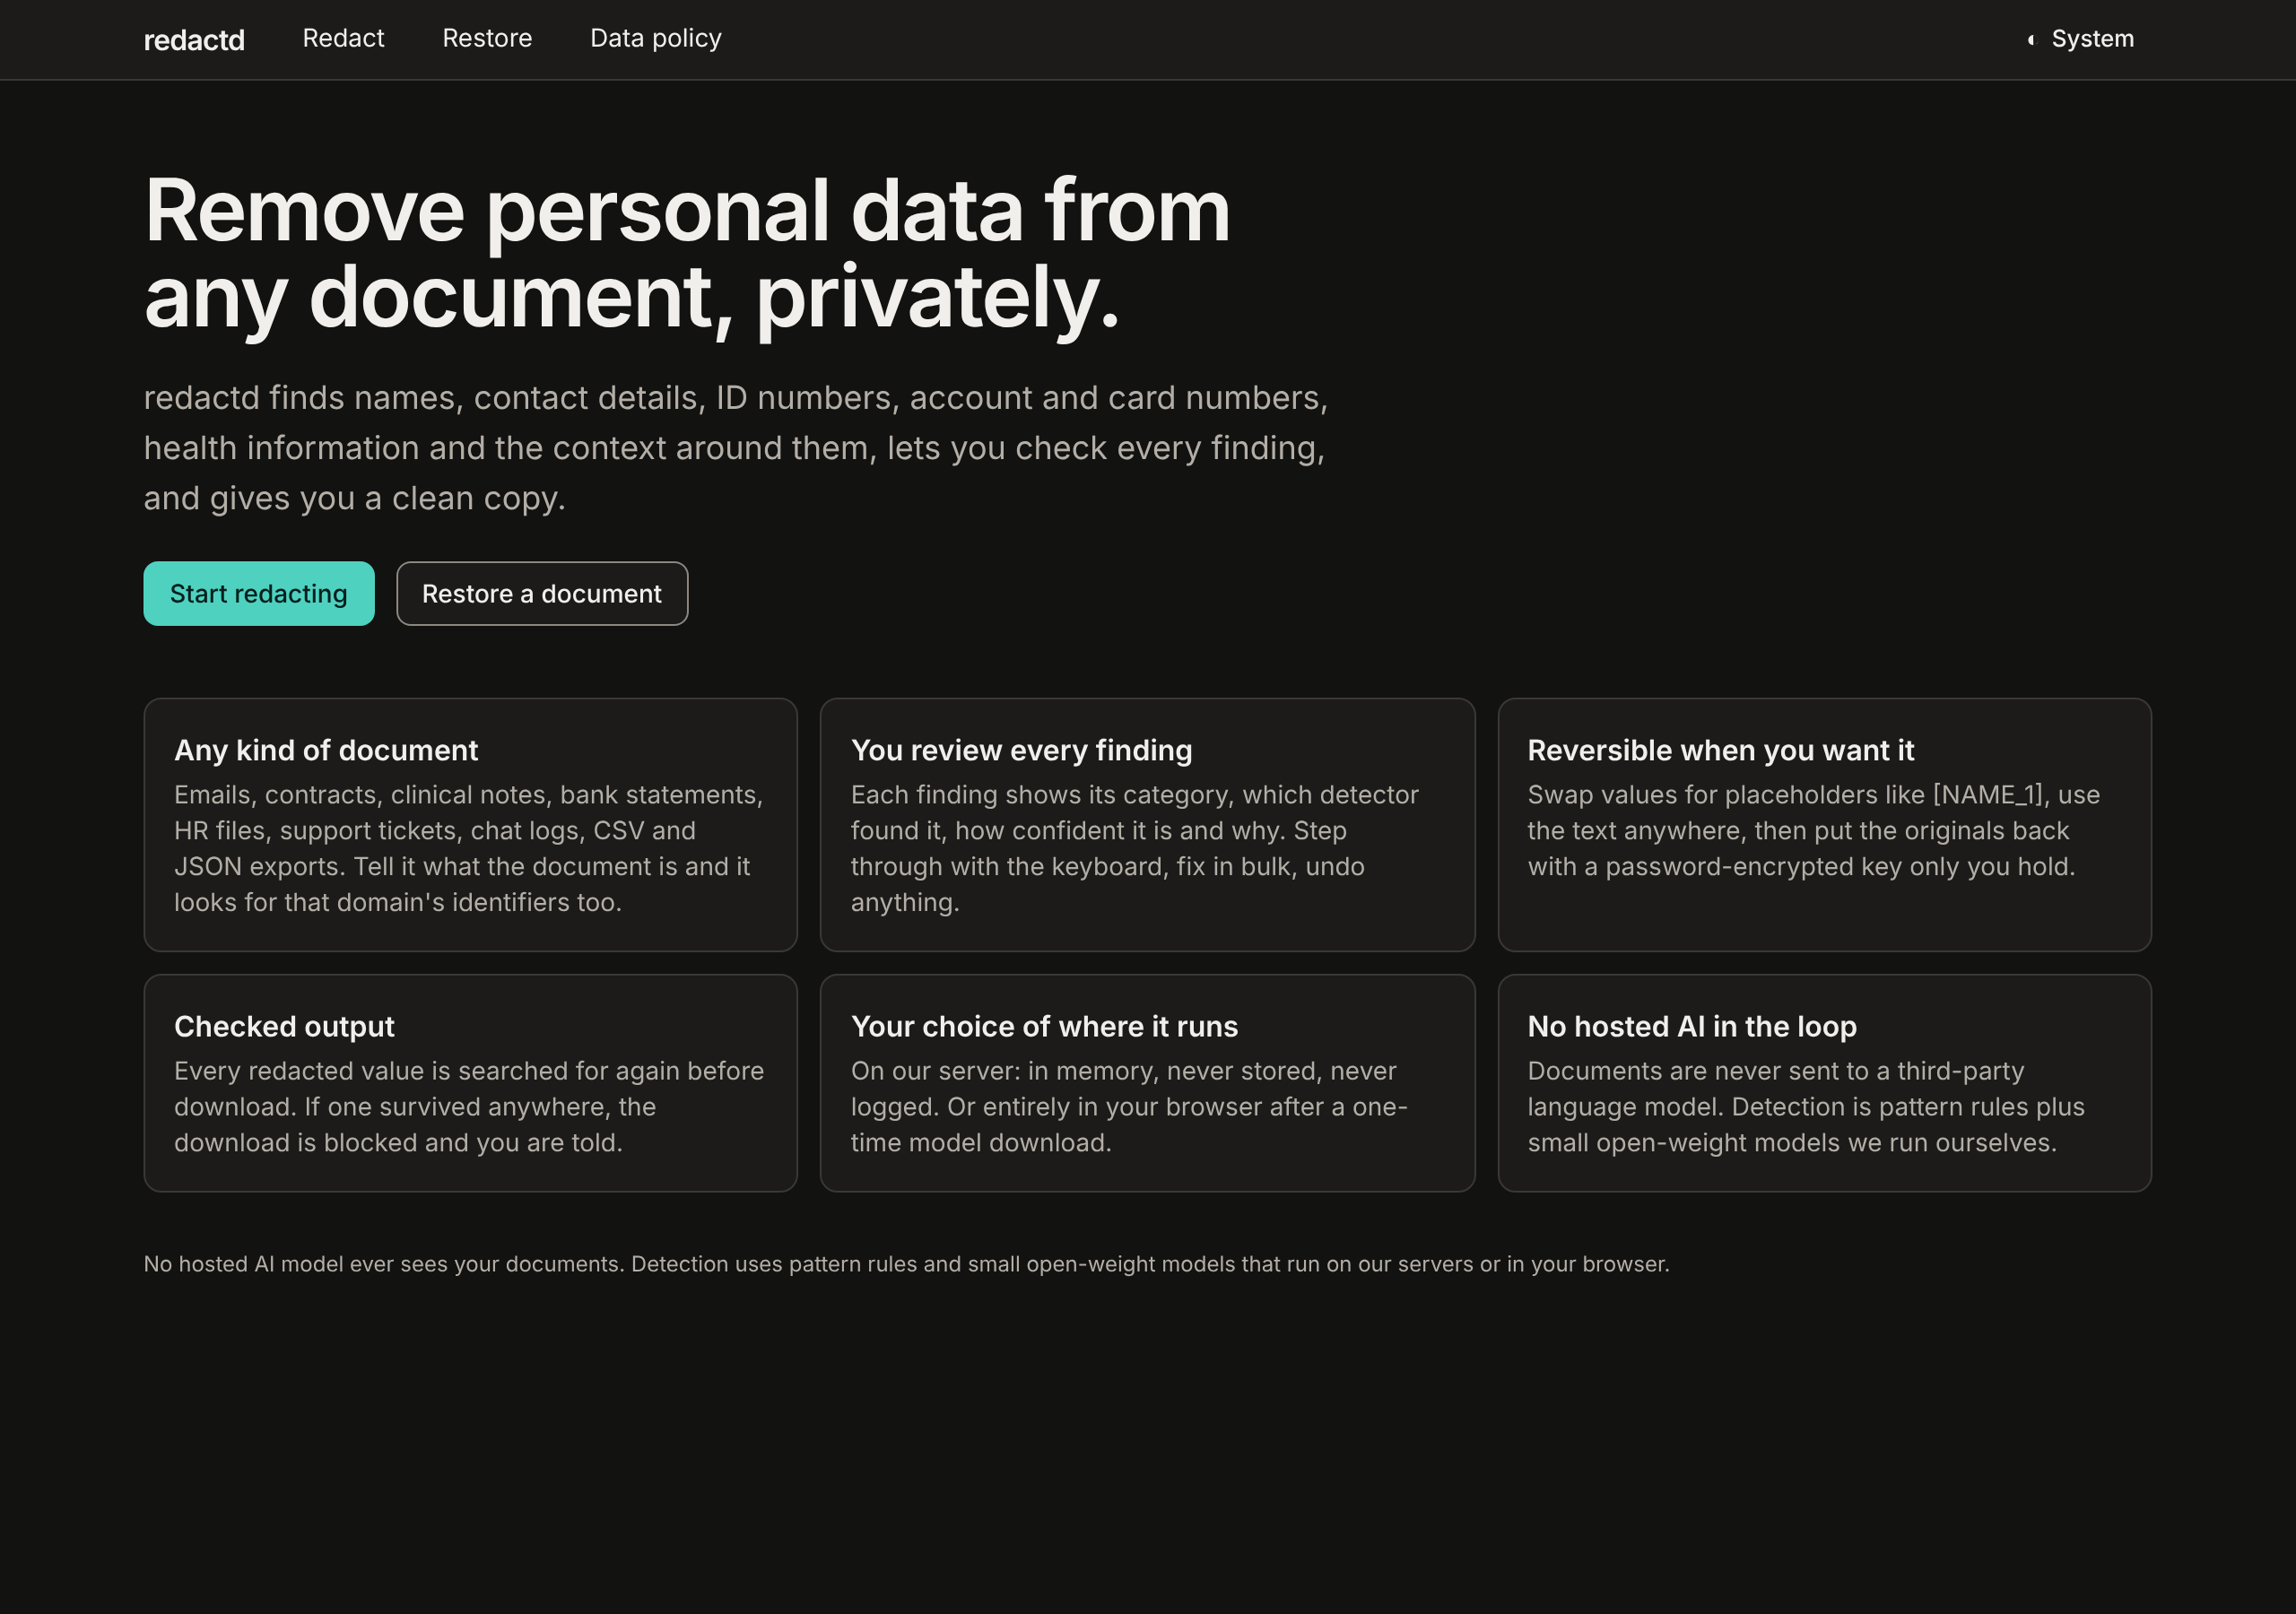 redactd Redact Restore Data policy System
Remove personal data from
any document, privately.
redactd finds names, contact details, ID numbers, account and card numbers,
health information and the context around them, lets you check every finding,
and gives you a clean copy.
Start redacting Restore a document
Any kind of document
Emails, contracts, clinical notes, bank statements,
HR files, support tickets, chat logs, CSV and
JSON exports. Tell it what the document is and it
looks for that domain's identifiers too.
You review every finding
Each finding shows its category, which detector
found it, how confident it is and why. Step
through with the keyboard, fix in bulk, undo
anything.
Reversible when you want it
Swap values for placeholders like [NAME_1], use
the text anywhere, then put the originals back
with a password-encrypted key only you hold.
Checked output
Every redacted value is searched for again before
download. If one survived anywhere, the
download is blocked and you are told.
Your choice of where it runs
On our server: in memory, never stored, never
logged. Or entirely in your browser after a one-
time model download.
No hosted AI in the loop
Documents are never sent to a third-party
language model. Detection is pattern rules plus
small open-weight models we run ourselves.
No hosted AI model ever sees your documents. Detection uses pattern rules and small open-weight models that run on our servers or in your browser.